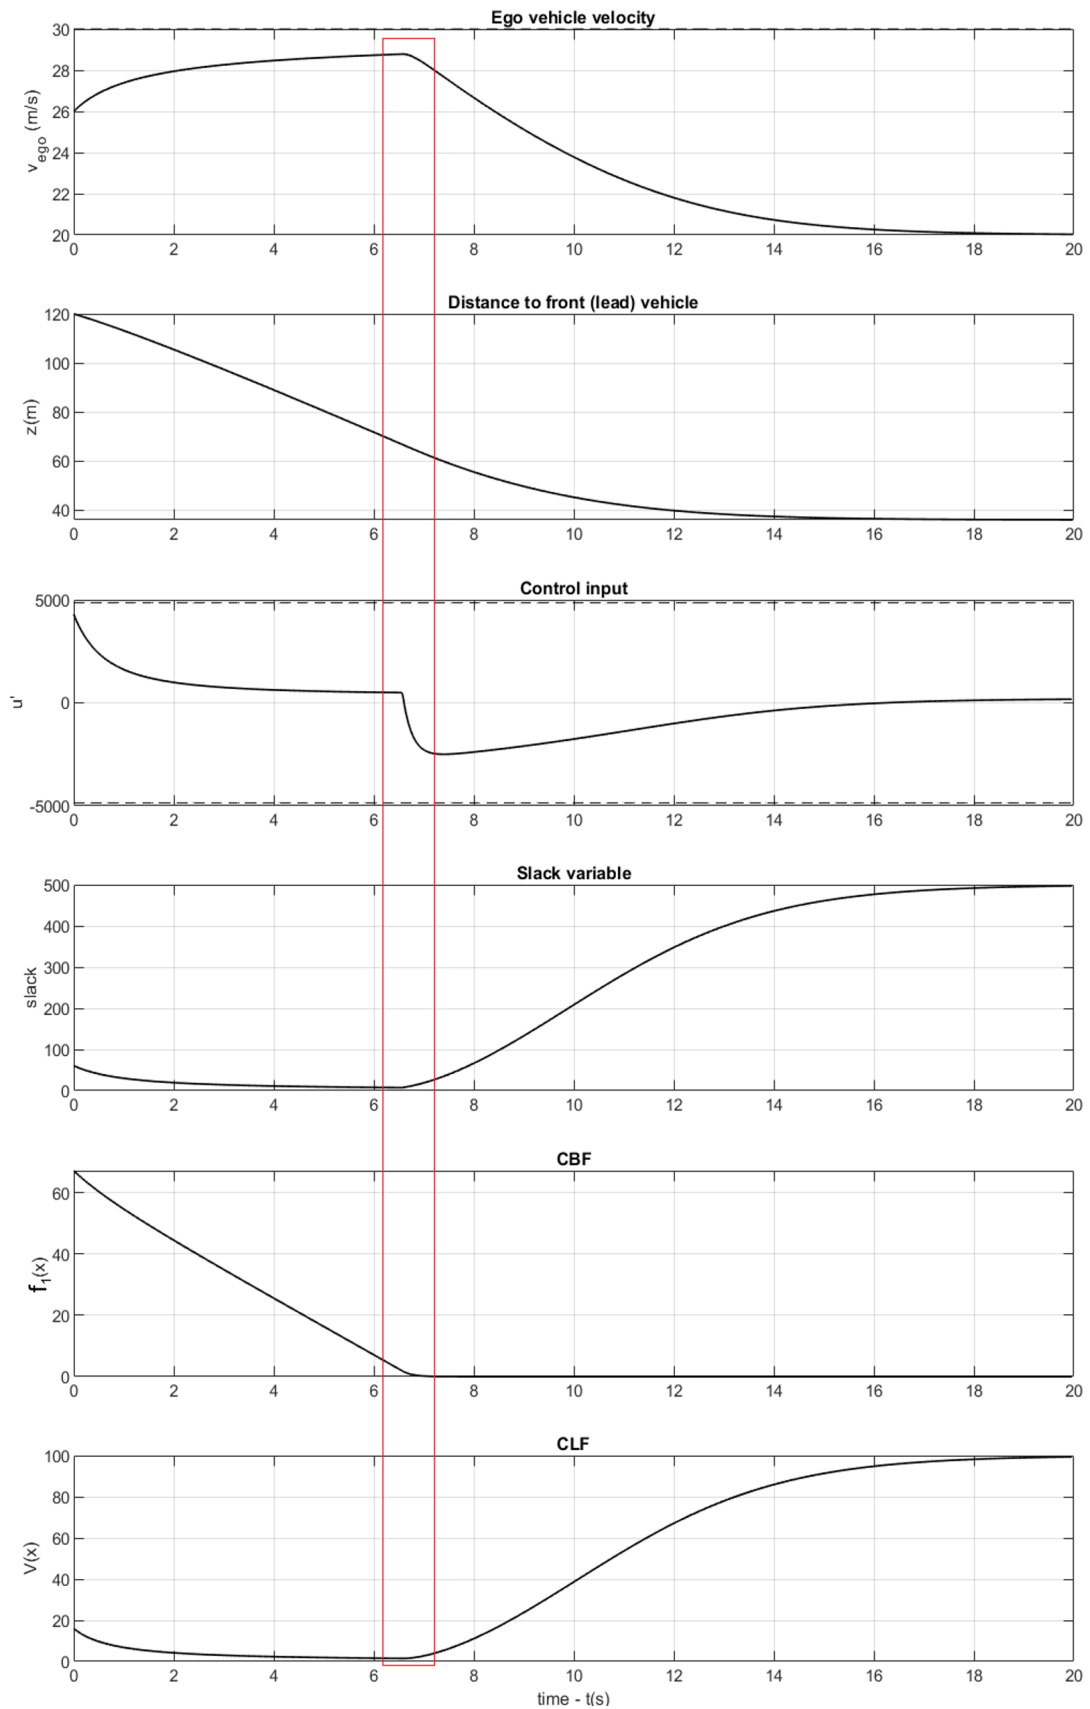 Ego vehicle velocity
30
28
26
24
22
20
v_ego (m/s)
0 2 4 6 8 10 12 14 16 18 20
Distance to front (lead) vehicle
120
100
80
60
40
z(m)
0 2 4 6 8 10 12 14 16 18 20
Control input
5000
0
-5000
u'
0 2 4 6 8 10 12 14 16 18 20
Slack variable
500
400
300
200
100
0
slack
0 2 4 6 8 10 12 14 16 18 20
CBF
60
40
20
0
f₁(x)
0 2 4 6 8 10 12 14 16 18 20
CLF
100
80
60
40
20
0
V(x)
0 2 4 6 8 10 12 14 16 18 20
time - t(s)